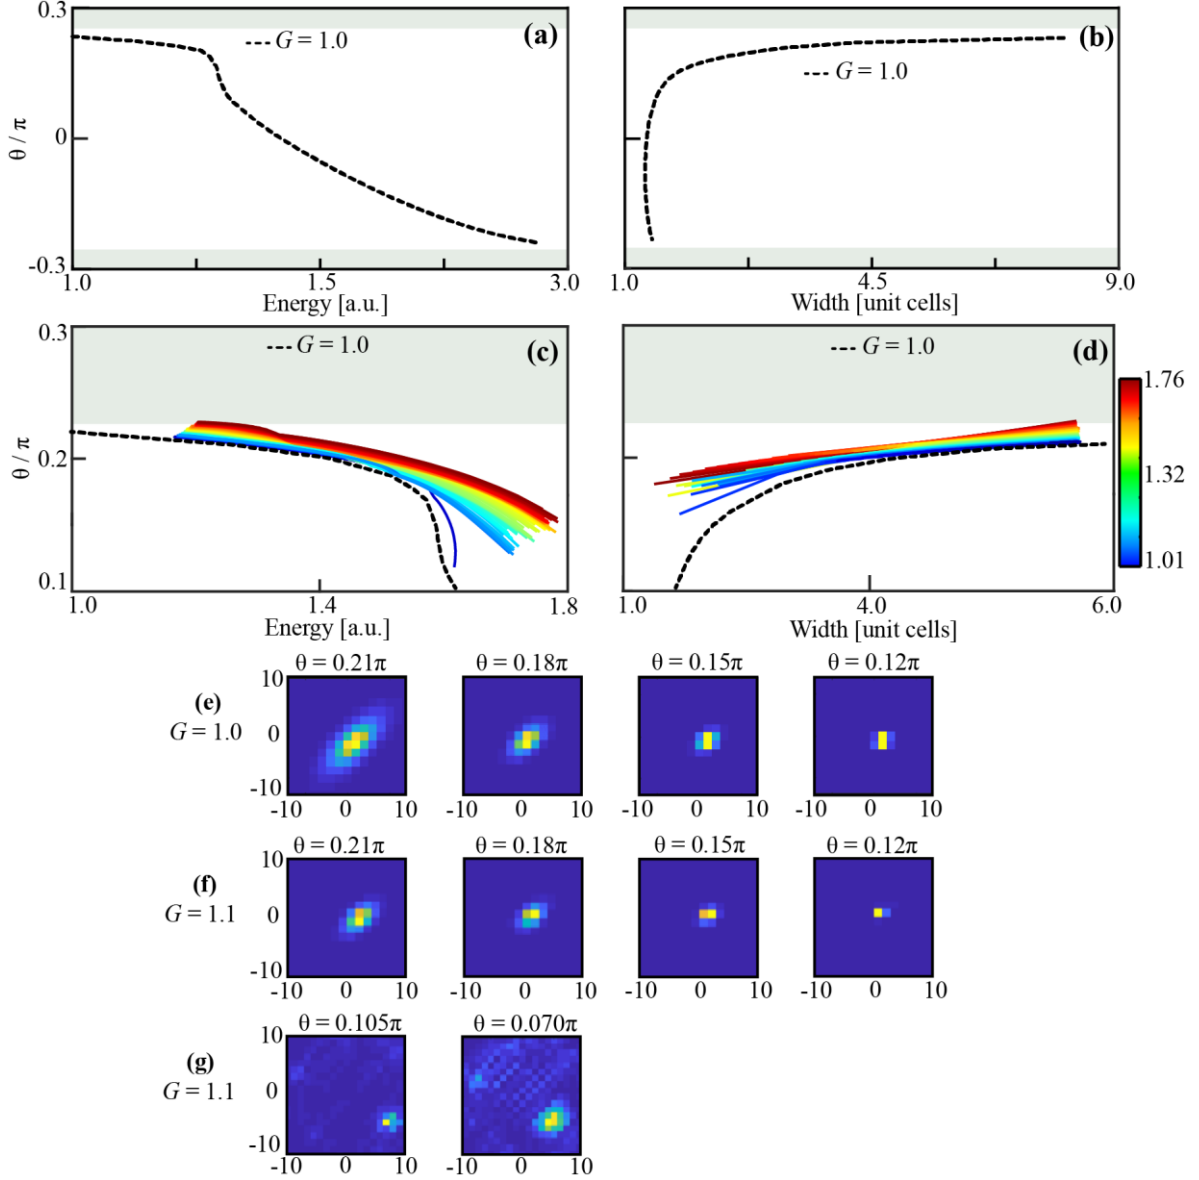 0.3
(a)
G = 1.0
θ / π
0
-0.3
1.0
1.5
3.0
Energy [a.u.]
(b)
G = 1.0
1.0
4.5
9.0
Width [unit cells]
0.3
G = 1.0
(c)
θ / π
0.2
0.1
1.0
1.4
1.8
Energy [a.u.]
G = 1.0
(d)
1.0
4.0
6.0
Width [unit cells]
1.76
1.32
1.01
θ = 0.21π
θ = 0.18π
θ = 0.15π
θ = 0.12π
(e)
G = 1.0
10
0
-10
-10 0 10
-10 0 10
-10 0 10
-10 0 10
θ = 0.21π
θ = 0.18π
θ = 0.15π
θ = 0.12π
(f)
G = 1.1
10
0
-10
-10 0 10
-10 0 10
-10 0 10
-10 0 10
θ = 0.105π
θ = 0.070π
(g)
G = 1.1
10
0
-10
-10 0 10
-10 0 10